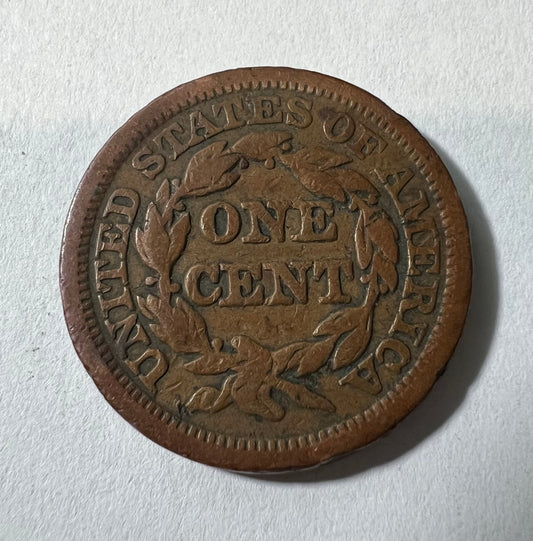 UNITED STATES OF AMERICA
ONE
CENT